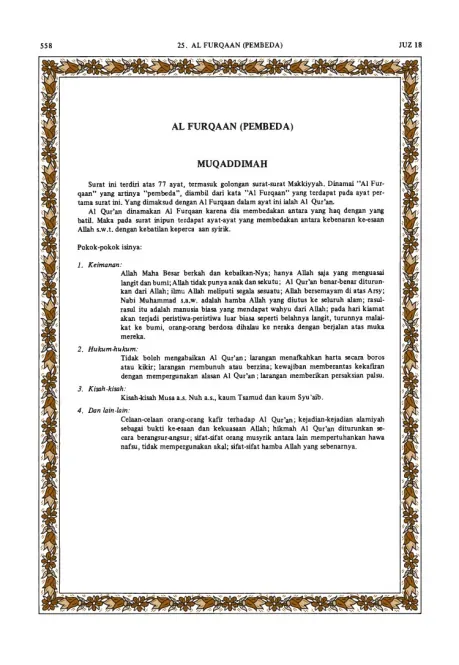 558
25. AL FURQAAN (PEMBEDA)
JUZ 18
AL FURQAAN (PEMBEDA)
MUQADDIMAH
Surat ini terdiri atas 77 ayat, termasuk golongan surat-surat Makkiyyah. Dinamai "Al Fur-
qaan" yang artinya "pembeda", diambil dari kata "Al Furqaan" yang terdapat pada ayat per-
tama surat ini. Yang dimaksud dengan Al Furqaan dalam ayat ini ialah Al Qur'an.
Al Qur'an dinamakan Al Furqaan karena dia membedakan antara yang haq dengan yang
batil. Maka pada surat inipun terdapat ayat-ayat yang membedakan antara kebenaran ke-esaan
Allah s.w.t. dengan kebatilan keperca aan syirik.
Pokok-pokok isinya:
1. Keimanan:
Allah Maha Besar berkah dan kebaikan-Nya; hanya Allah saja yang menguasai
langit dan bumi; Allah tidak punya anak dan sekutu; Al Qur'an benar-benar diturun-
kan dari Allah; ilmu Allah meliputi segala sesuatu; Allah bersemayam di atas Arsy;
Nabi Muhammad s.a.w. adalah hamba Allah yang diutus ke seluruh alam; rasul-
rasul itu adalah manusia biasa yang mendapat wahyu dari Allah; pada hari kiamat
akan terjadi peristiwa-peristiwa luar biasa seperti belahnya langit, turunnya malai-
kat ke bumi, orang-orang berdosa dihalau ke neraka dengan berjalan atas muka
mereka.
2. Hukum-hukum:
Tidak boleh mengabaikan Al Qur'an; larangan menafkahkan harta secara boros
atau kikir; larangan membunuh atau berzina; kewajiban memberantas kekafiran
dengan mempergunakan alasan Al Qur'an; larangan memberikan persaksian palsu.
3. Kisah-kisah:
Kisah-kisah Musa a.s. Nuh a.s., kaum Tsamud dan kaum Syu'aib.
4. Dan lain-lain:
Celaan-celaan orang-orang kafir terhadap Al Qur'an; kejadian-kejadian alamiyah
sebagai bukti ke-esaan dan kekuasaan Allah; hikmah Al Qur'an diturunkan se-
cara berangsur-angsur; sifat-sifat orang musyrik antara lain mempertuhankan hawa
nafsu, tidak mempergunakan akal; sifat-sifat hamba Allah yang sebenarnya.